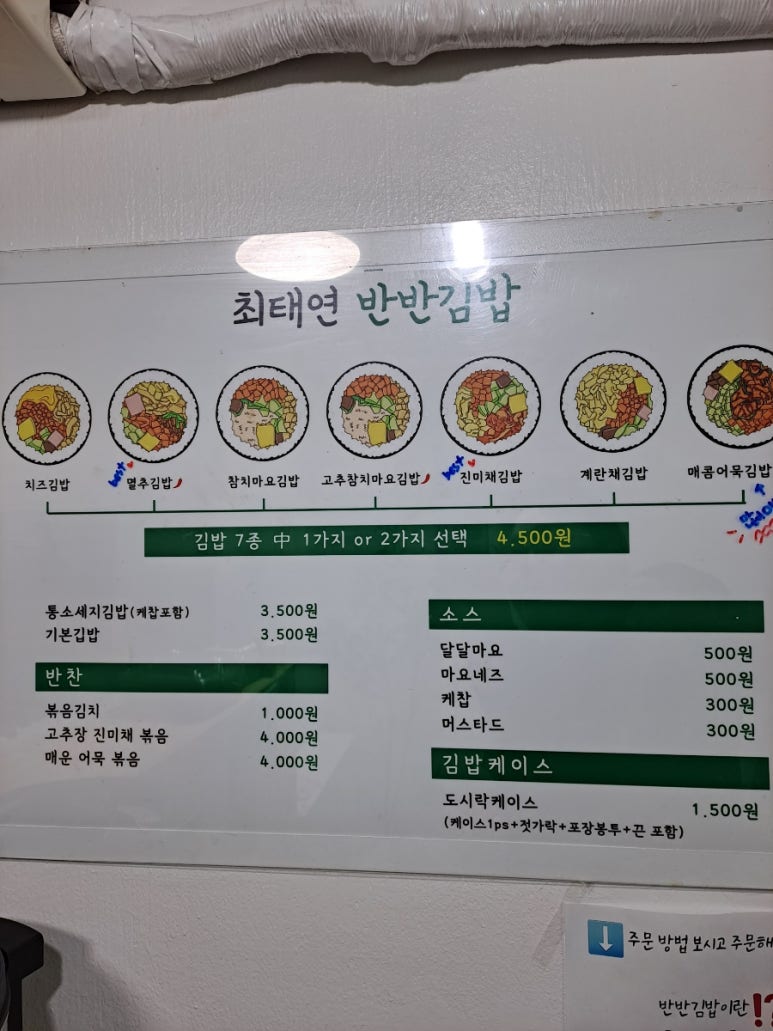 최태연 반반김밥
치즈김밥
best
멸추김밥
참치마요김밥
고추참치마요김밥
best
진미채김밥
계란채김밥
매콤어묵김밥
김밥 7종 中 1가지 or 2가지 선택 4.500원
통소세지김밥(케찹포함) 3.500원
기본깁밥 3.500원
반찬
볶음김치 1.000원
고추장 진미채 볶음 4.000원
매운 어묵 볶음 4.000원
소스
달달마요 500원
마요네즈 500원
케찹 300원
머스타드 300원
김밥케이스
도시락케이스 1.500원
(케이스1ps+젓가락+포장봉투+끈 포함)
주문 방법 보시고 주문해
반반김밥이란!?